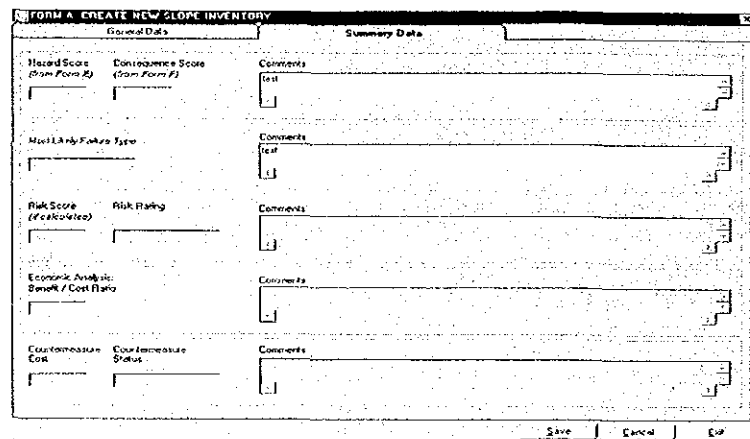 FORM A: CREATE NEW SLOPE INVENTORY
General Data Summary Data
Hazard Score Consequence Score Comments
(from Form E) (from Form F) test
Most Likely Failure Type Comments
test
Risk Score Risk Rating Comments
(if calculated)
Economic Analysis: Comments
Benefit / Cost Ratio
Countermeasure Countermeasure Comments
Cost Status
Save Cancel Exit